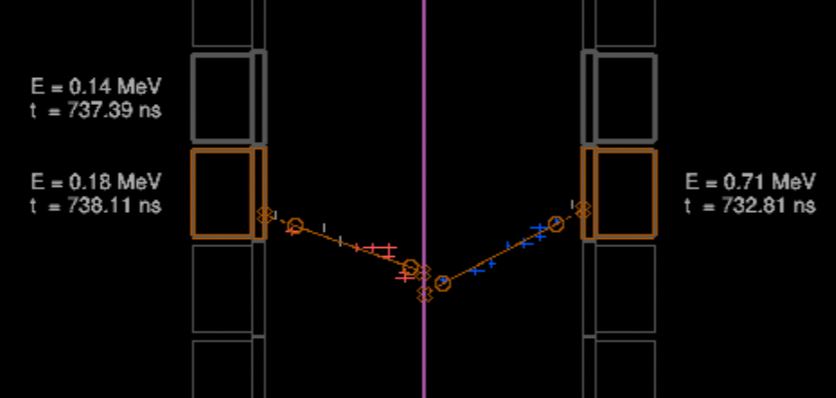 E = 0.14 MeV
t = 737.39 ns
E = 0.18 MeV
t = 738.11 ns
E = 0.71 MeV
t = 732.81 ns